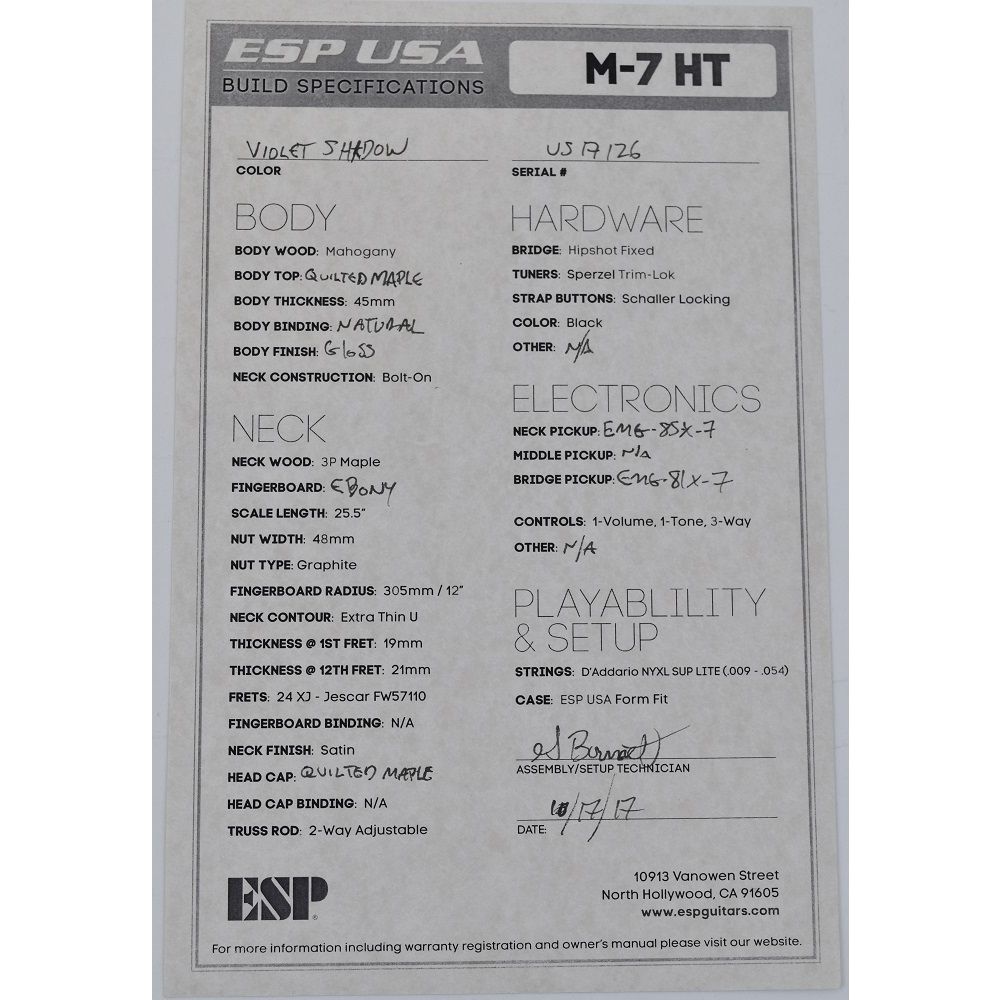 ESP USA
BUILD SPECIFICATIONS
M-7 HT
VIOLET SHADOW
COLOR
US17126
SERIAL #
BODY
BODY WOOD: Mahogany
BODY TOP: QUILTED MAPLE
BODY THICKNESS: 45mm
BODY BINDING: NATURAL
BODY FINISH: GloSS
NECK CONSTRUCTION: Bolt-On
NECK
NECK WOOD: 3P Maple
FINGERBOARD: EBONY
SCALE LENGTH: 25.5"
NUT WIDTH: 48mm
NUT TYPE: Graphite
FINGERBOARD RADIUS: 305mm / 12"
NECK CONTOUR: Extra Thin U
THICKNESS @ 1ST FRET: 19mm
THICKNESS @ 12TH FRET: 21mm
FRETS: 24 XJ - Jescar FW57110
FINGERBOARD BINDING: N/A
NECK FINISH: Satin
HEAD CAP: QUILTED MAPLE
HEAD CAP BINDING: N/A
TRUSS ROD: 2-Way Adjustable
HARDWARE
BRIDGE: Hipshot Fixed
TUNERS: Sperzel Trim-Lok
STRAP BUTTONS: Schaller Locking
COLOR: Black
OTHER: N/A
ELECTRONICS
NECK PICKUP: EMG-85X-7
MIDDLE PICKUP: N/A
BRIDGE PICKUP: EMG-81X-7
CONTROLS: 1-Volume, 1-Tone, 3-Way
OTHER: N/A
PLAYABLILITY
& SETUP
STRINGS: D'Addario NYXL SUP LITE (.009 - .054)
CASE: ESP USA Form Fit
ASSEMBLY/SETUP TECHNICIAN
10/17/17
DATE:
ESP®
10913 Vanowen Street
North Hollywood, CA 91605
www.espguitars.com
For more information including warranty registration and owner's manual please visit our website.